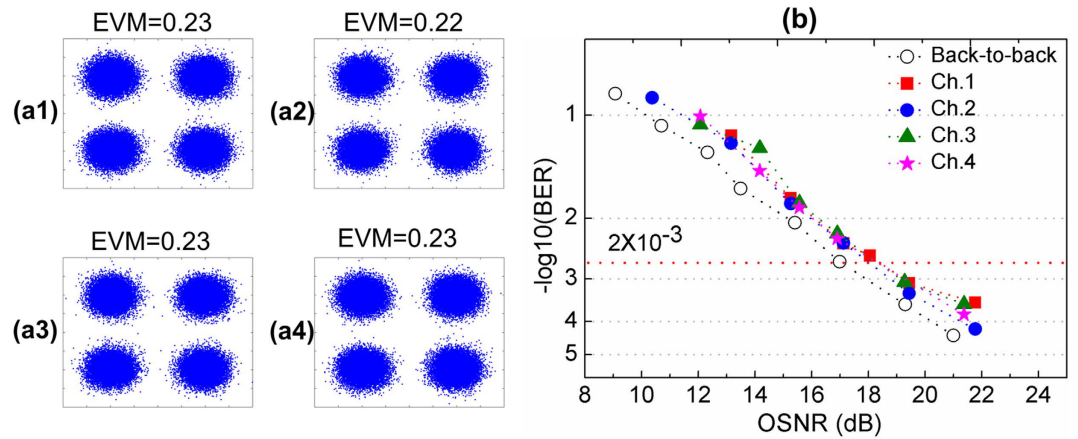 EVM=0.23
EVM=0.22
(a1)
(a2)
EVM=0.23
EVM=0.23
(a3)
(a4)
(b)
Back-to-back
Ch.1
Ch.2
Ch.3
Ch.4
2X10-3
-log10(BER)
1
2
3
4
5
8 10 12 14 16 18 20 22 24
OSNR (dB)